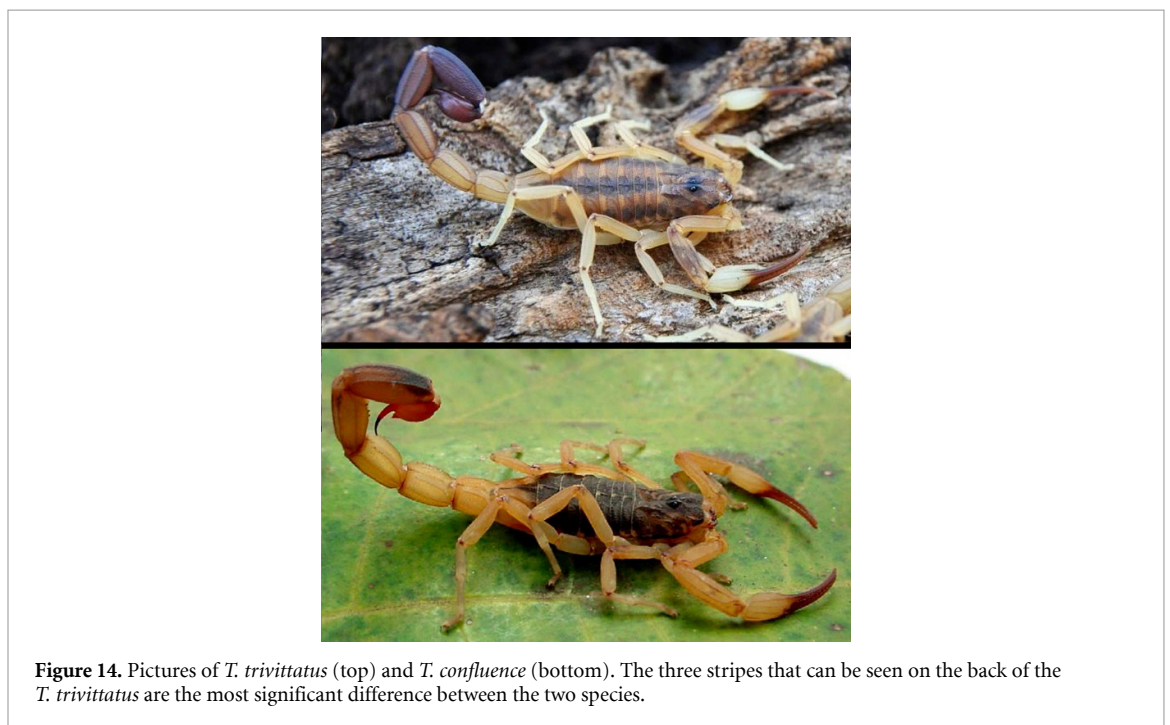 Figure 14. Pictures of T. trivittatus (top) and T. confluence (bottom). The three stripes that can be seen on the back of the
T. trivittatus are the most significant difference between the two species.